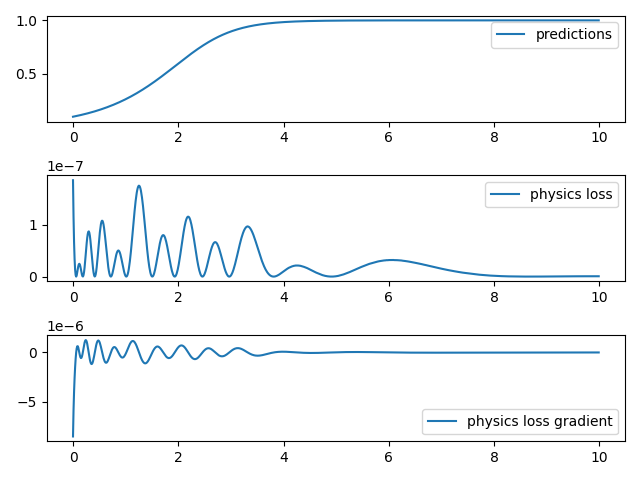 1.0
predictions
0.5
0 2 4 6 8 10
1e−7
physics loss
1
0
0 2 4 6 8 10
1e−6
0
−5
physics loss gradient
0 2 4 6 8 10